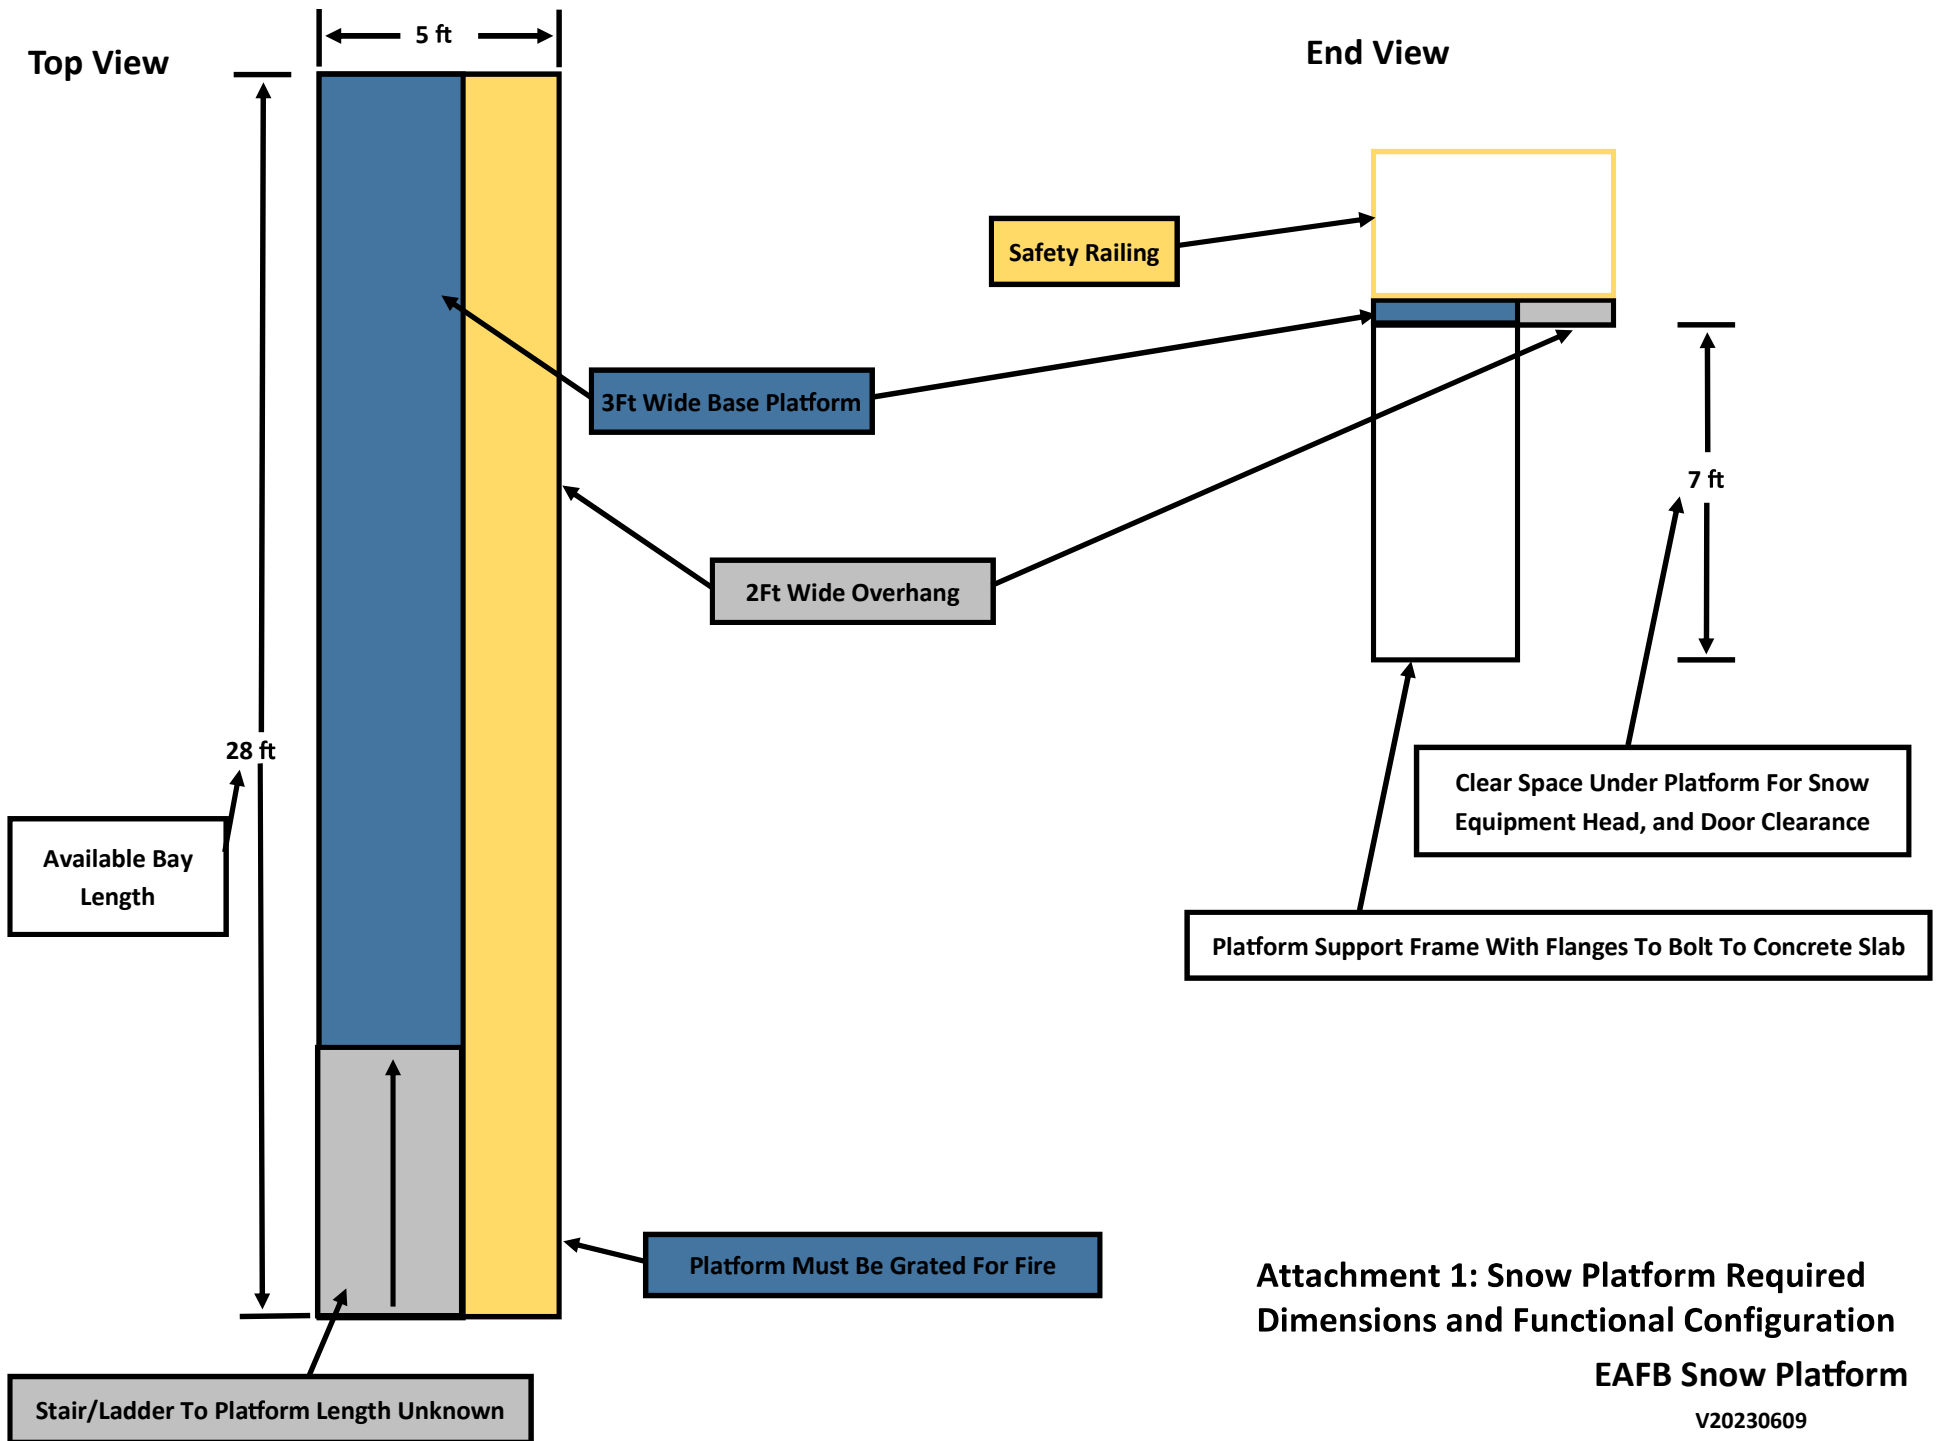 Top View
5 ft
End View
Safety Railing
3Ft Wide Base Platform
7 ft
2Ft Wide Overhang
28 ft
Clear Space Under Platform For Snow
Equipment Head, and Door Clearance
Available Bay
Length
Platform Support Frame With Flanges To Bolt To Concrete Slab
Platform Must Be Grated For Fire
Attachment 1: Snow Platform Required
Dimensions and Functional Configuration
EAFB Snow Platform
Stair/Ladder To Platform Length Unknown
V20230609